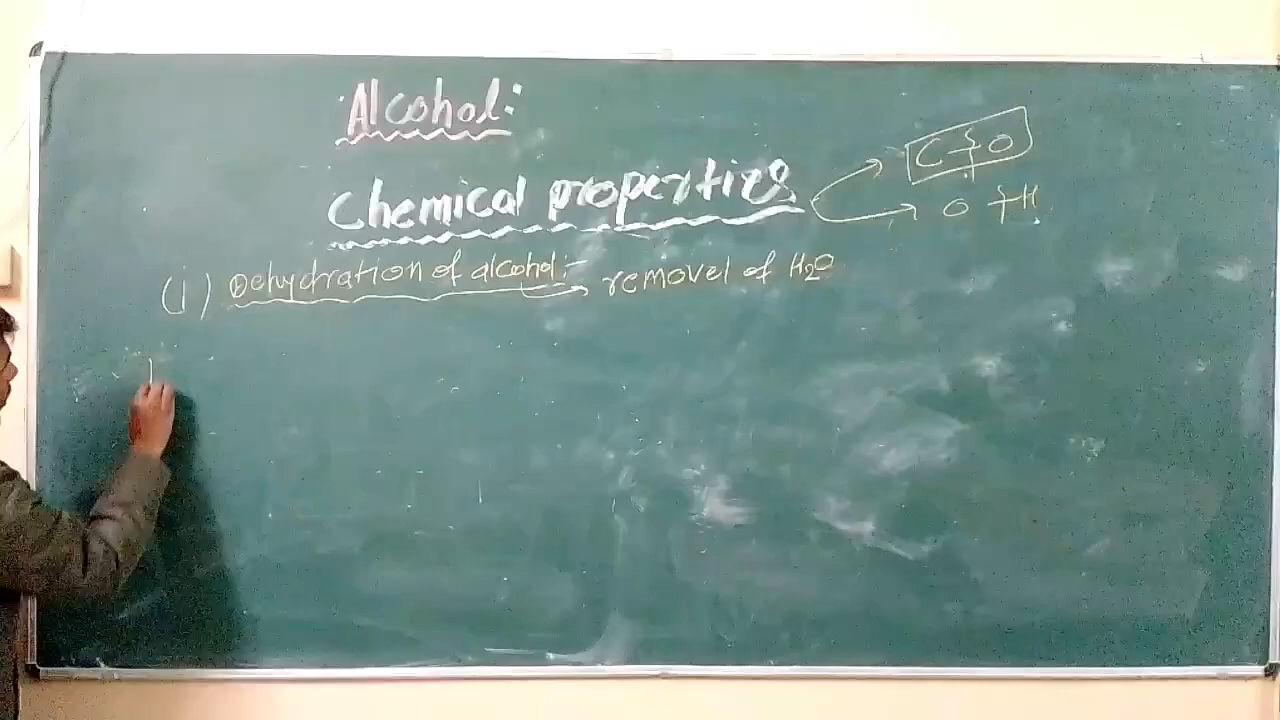 Alcohol:
Chemical properties
C O
O H
(i) Dehydration of alcohol:- removel of H2O